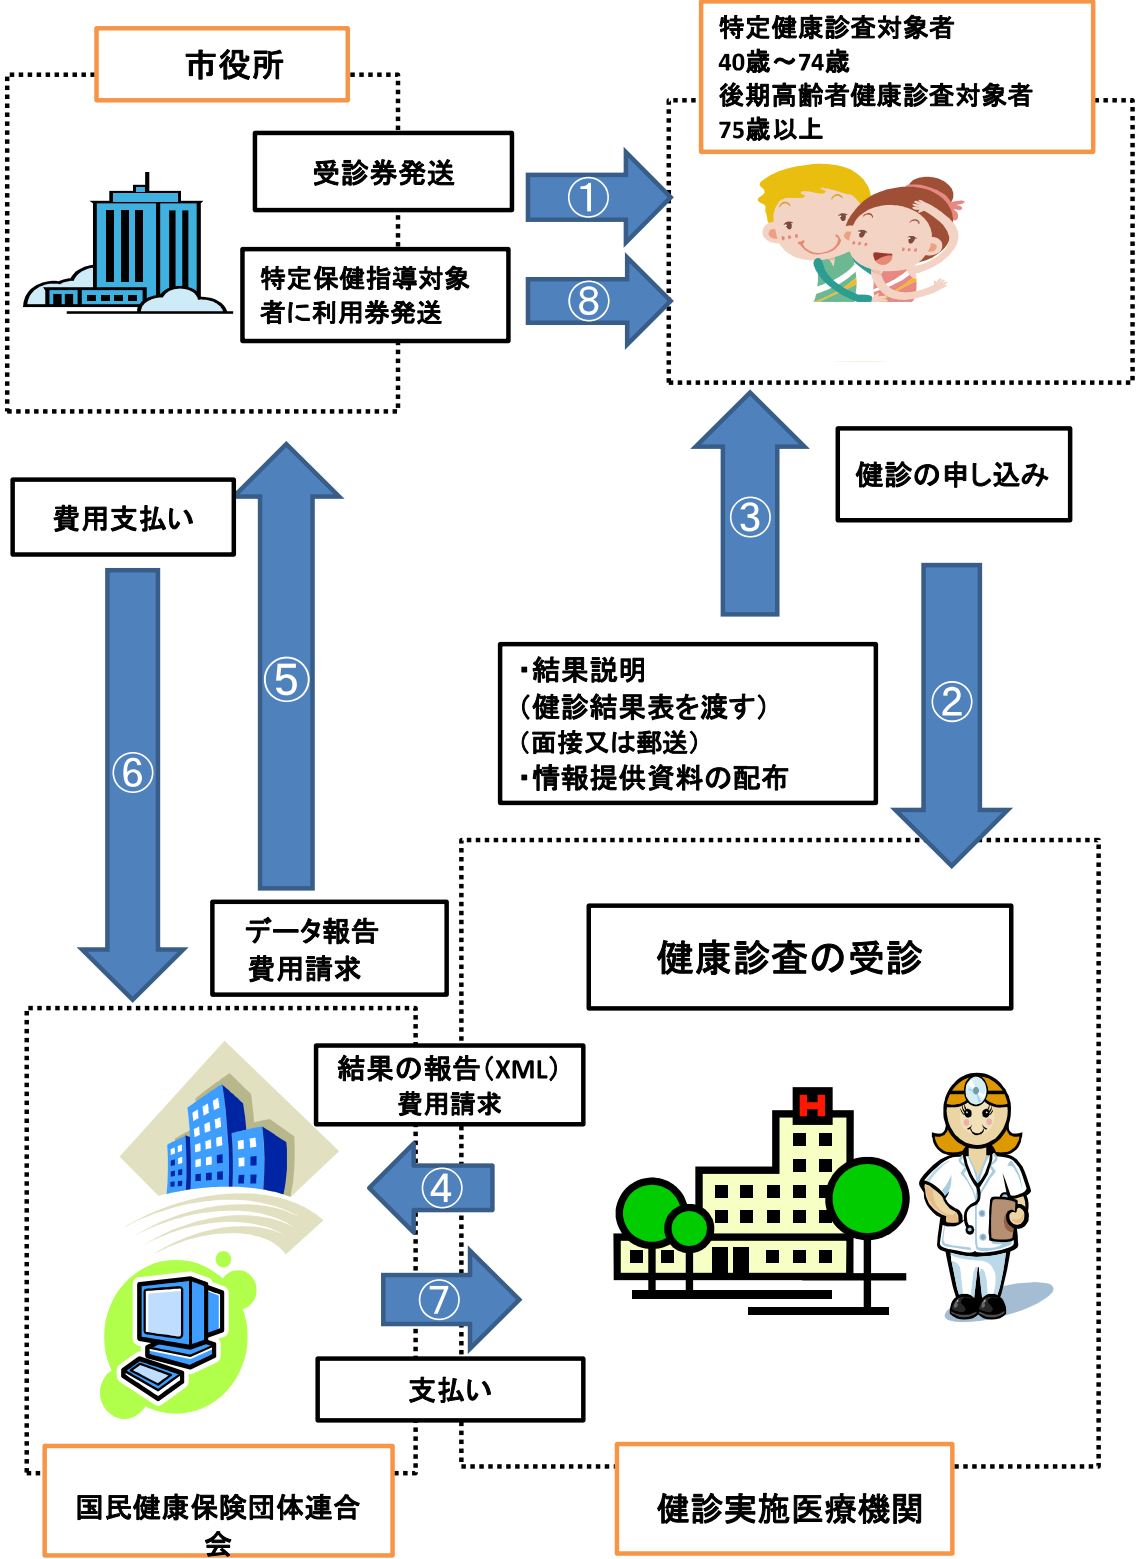 市役所
特定健康診査対象者
40歳～74歳
後期高齢者健康診査対象者
75歳以上
受診券発送
①
特定保健指導対象
者に利用券発送
⑧
健診の申し込み
③
費用支払い
⑤
・結果説明
（健診結果表を渡す）
（面接又は郵送）
・情報提供資料の配布
②
⑥
データ報告
費用請求
健康診査の受診
結果の報告（XML）
費用請求
H
④
⑦
支払い
国民健康保険団体連合
会
健診実施医療機関